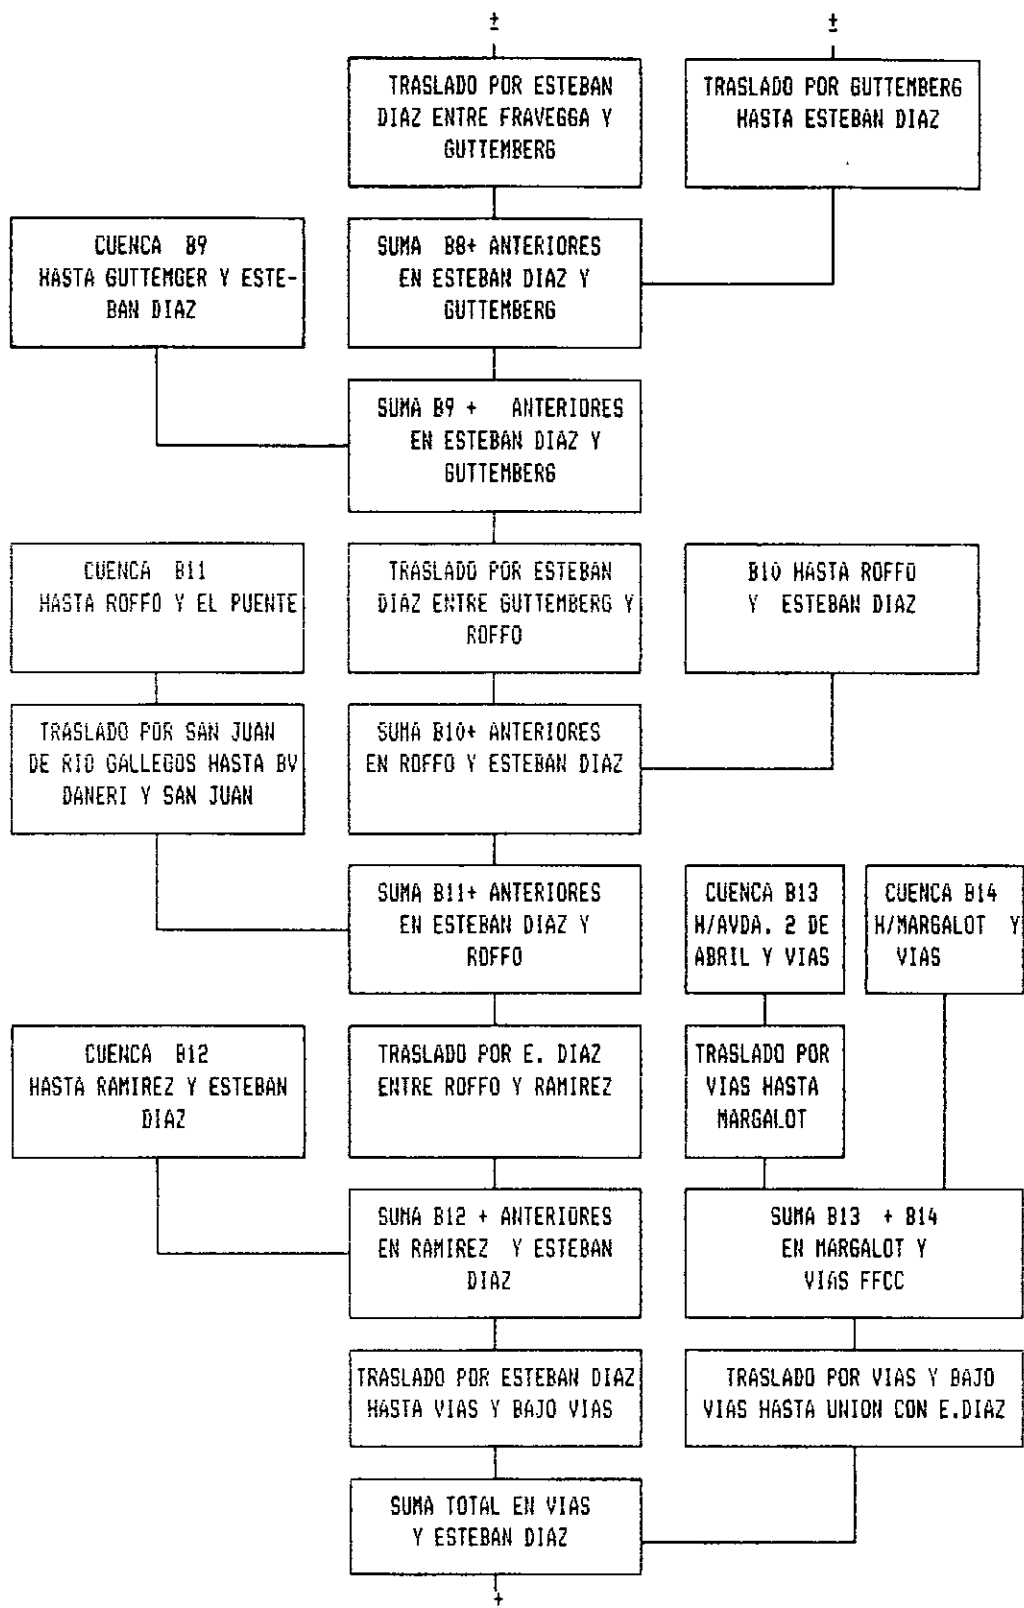 ±
±
TRASLADO POR ESTEBAN
DIAZ ENTRE FRAVEGGA Y
GUTTEMBERG
TRASLADO POR GUTTEMBERG
HASTA ESTEBAN DIAZ
CUENCA B9
HASTA GUTTEMGER Y ESTE-
BAN DIAZ
SUMA B8+ ANTERIORES
EN ESTEBAN DIAZ Y
GUTTEMBERG
SUMA B9 + ANTERIORES
EN ESTEBAN DIAZ Y
GUTTEMBERG
CUENCA B11
HASTA ROFFO Y EL PUENTE
TRASLADO POR ESTEBAN
DIAZ ENTRE GUTTEMBERG Y
ROFFO
B10 HASTA ROFFO
Y ESTEBAN DIAZ
TRASLADO POR SAN JUAN
DE RIO GALLEGOS HASTA BV
DANERI Y SAN JUAN
SUMA B10+ ANTERIORES
EN ROFFO Y ESTEBAN DIAZ
SUMA B11+ ANTERIORES
EN ESTEBAN DIAZ Y
ROFFO
CUENCA B13
H/AVDA. 2 DE
ABRIL Y VIAS
CUENCA B14
H/MARGALOT Y
VIAS
CUENCA B12
HASTA RAMIREZ Y ESTEBAN
DIAZ
TRASLADO POR E. DIAZ
ENTRE ROFFO Y RAMIREZ
TRASLADO POR
VIAS HASTA
MARGALOT
SUMA B12 + ANTERIORES
EN RAMIREZ Y ESTEBAN
DIAZ
SUMA B13 + B14
EN MARGALOT Y
VIAS FFCC
TRASLADO POR ESTEBAN DIAZ
HASTA VIAS Y BAJO VIAS
TRASLADO POR VIAS Y BAJO
VIAS HASTA UNION CON E.DIAZ
SUMA TOTAL EN VIAS
Y ESTEBAN DIAZ
+